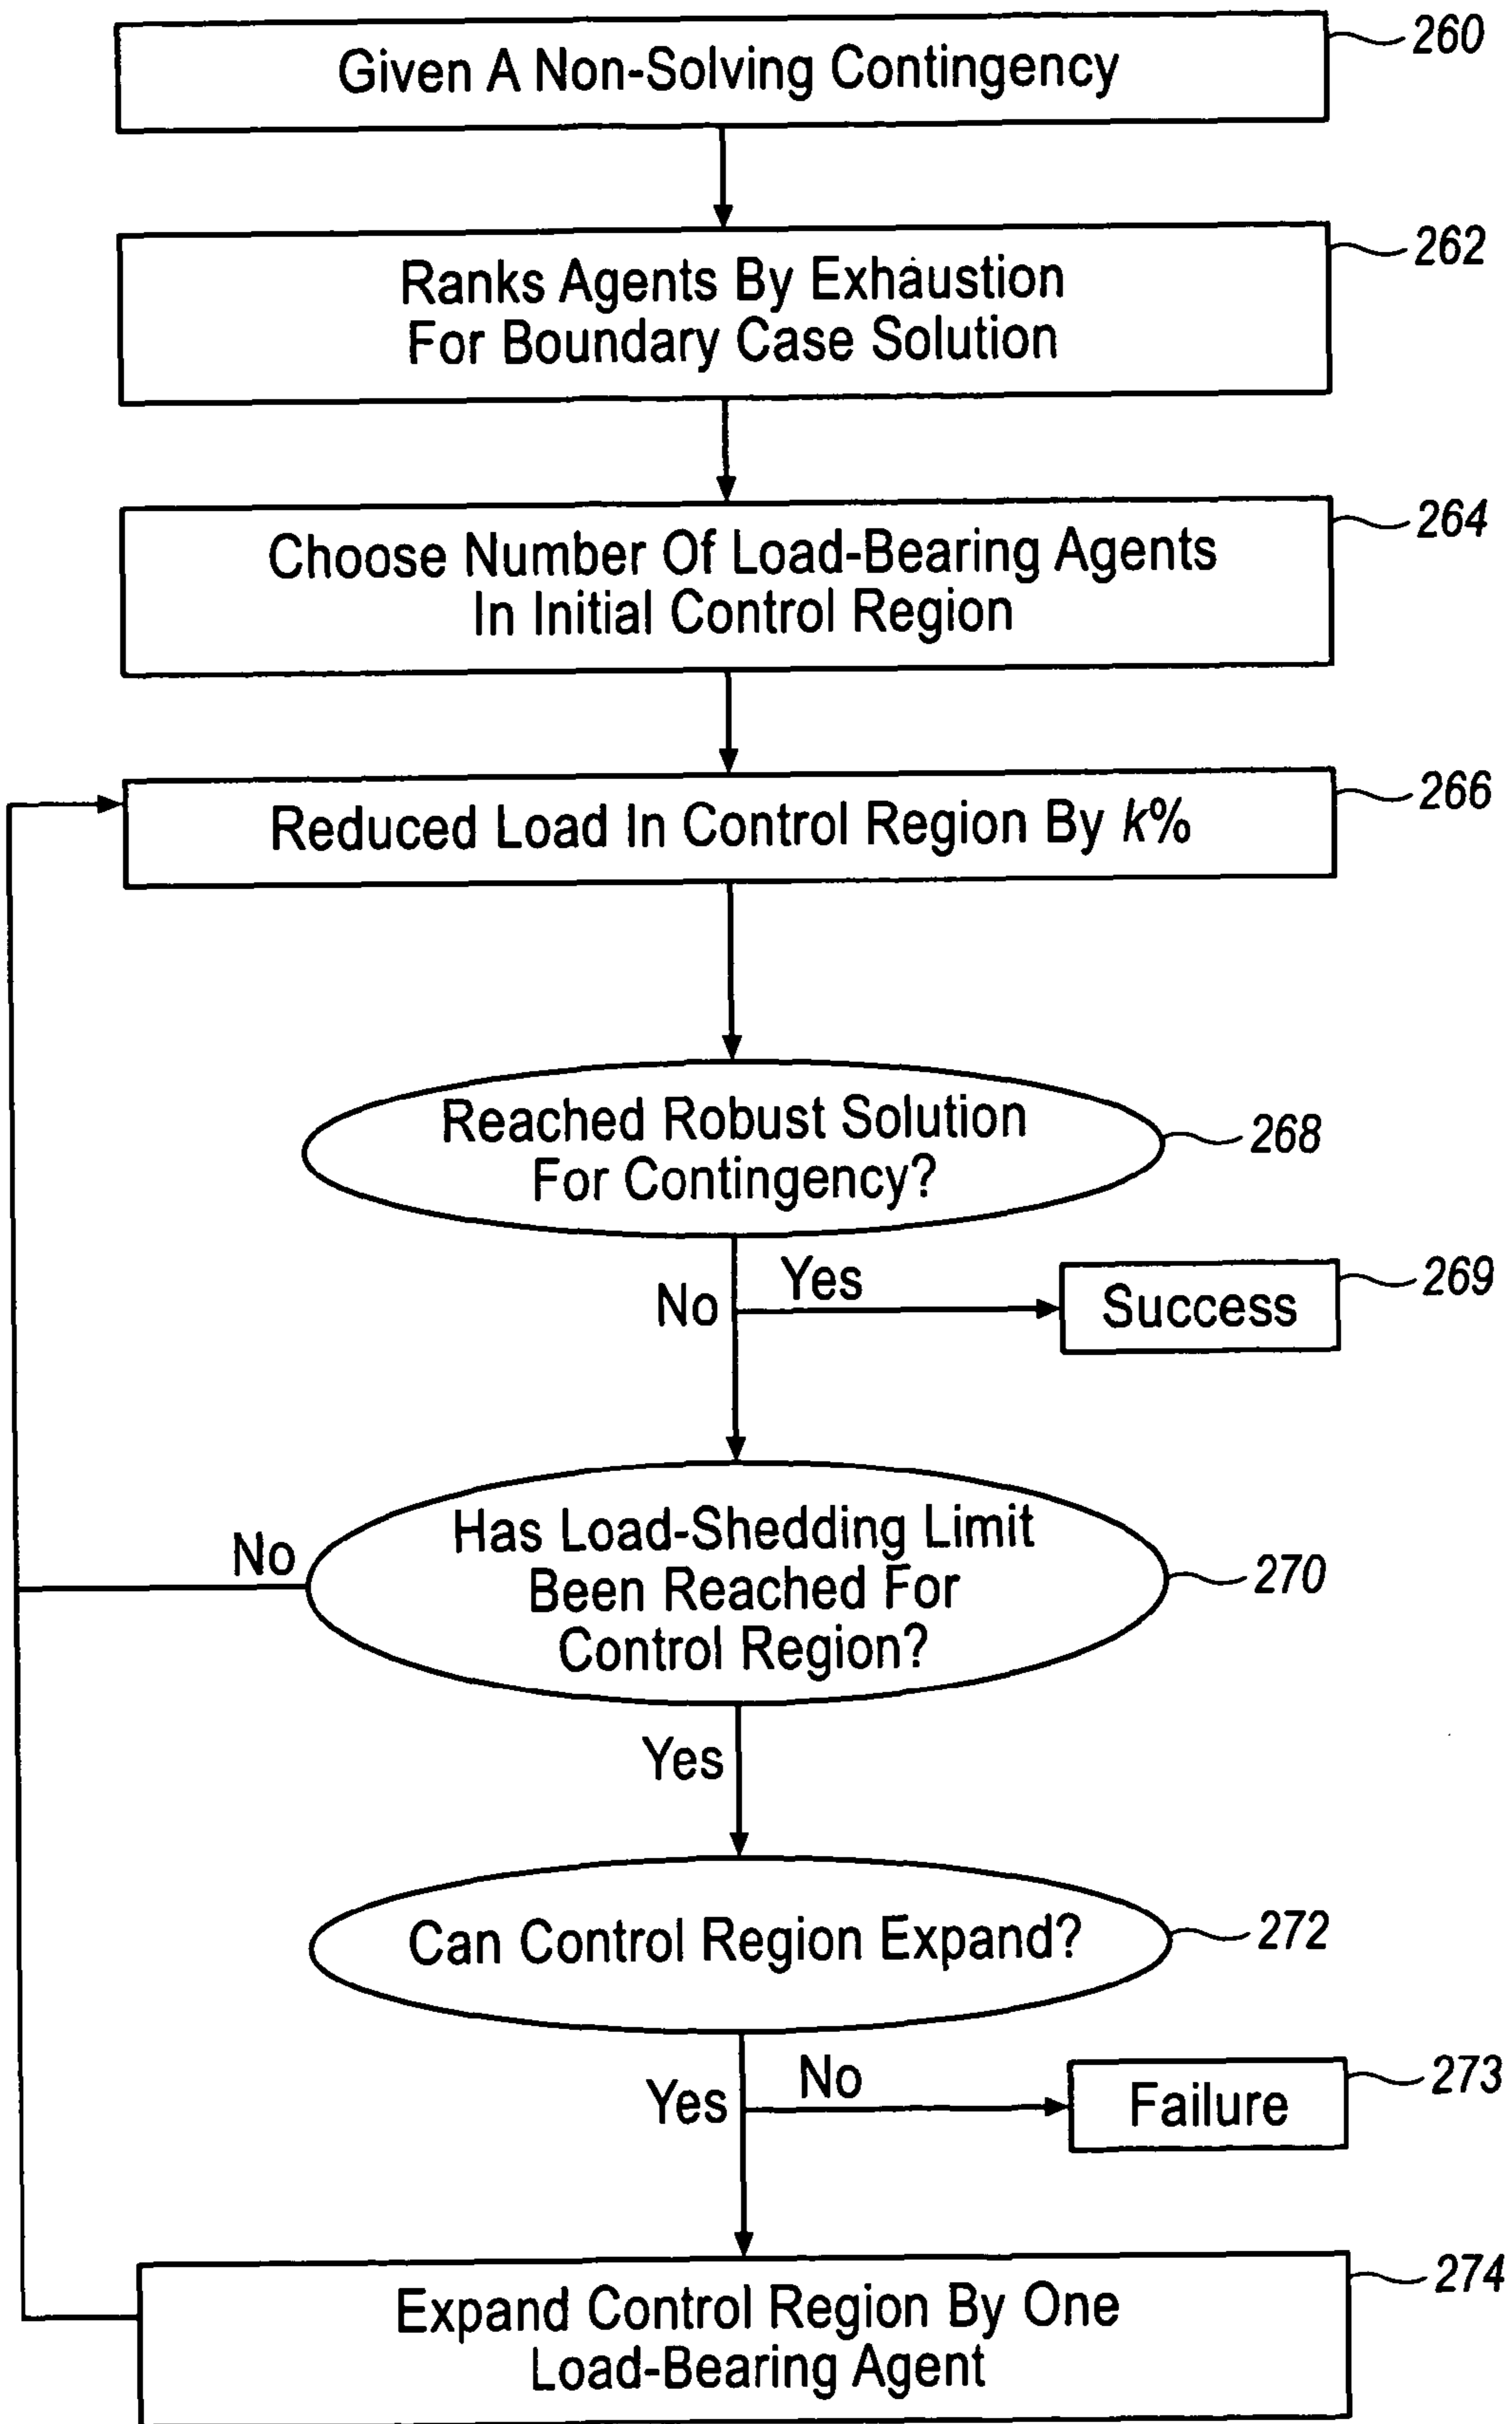 Given A Non-Solving Contingency
260
Ranks Agents By Exhaustion
For Boundary Case Solution
262
Choose Number Of Load-Bearing Agents
In Initial Control Region
264
Reduced Load In Control Region By k%
266
Reached Robust Solution
For Contingency?
268
No
Yes
Success
269
Has Load-Shedding Limit
Been Reached For
Control Region?
270
No
Yes
Can Control Region Expand?
272
Yes
No
Failure
273
Expand Control Region By One
Load-Bearing Agent
274